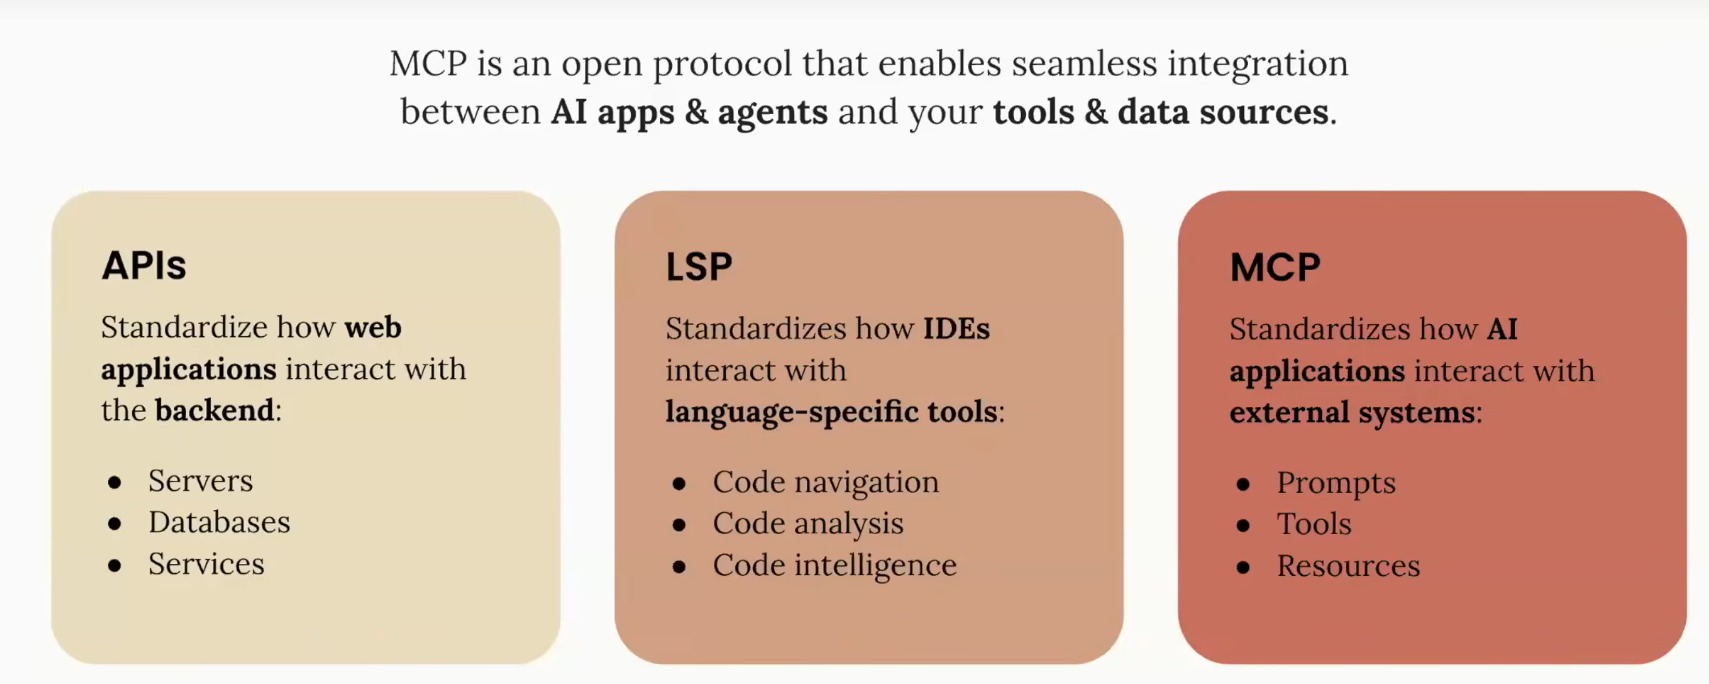 MCP is an open protocol that enables seamless integration
between AI apps & agents and your tools & data sources.
APIs
Standardize how web
applications interact with
the backend:
● Servers
● Databases
● Services
LSP
Standardizes how IDEs
interact with
language-specific tools:
● Code navigation
● Code analysis
● Code intelligence
MCP
Standardizes how AI
applications interact with
external systems:
● Prompts
● Tools
● Resources